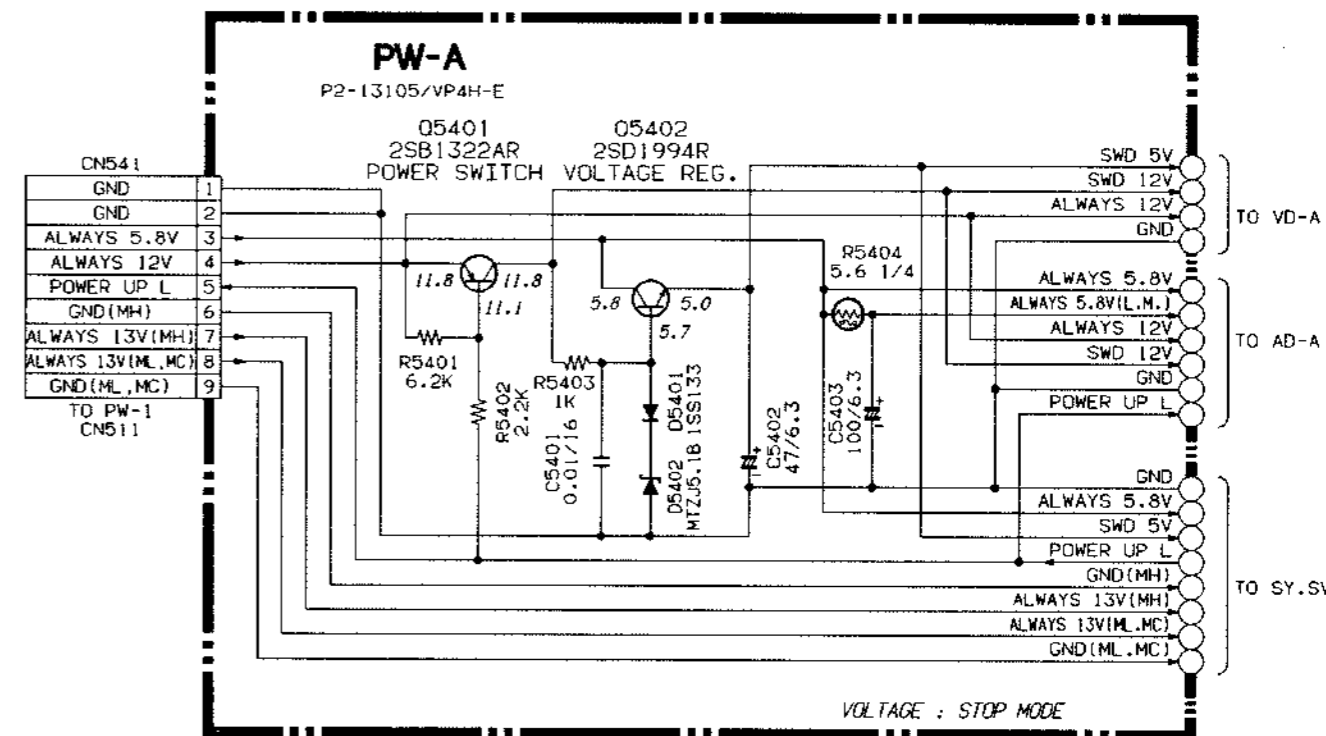 PW-A
P2-13105/VP4H-E
Q5401
2SB1322AR
POWER SWITCH
Q5402
2SD1994R
VOLTAGE REG.
CN541
GND 1
GND 2
ALWAYS 5.8V 3
ALWAYS 12V 4
POWER UP L 5
GND(MH) 6
ALWAYS 13V(MH) 7
ALWAYS 13V(ML,MC) 8
GND(ML,MC) 9
TO PW-1
CN511
11.8
11.8
11.1
5.8
5.0
5.7
R5401
6.2K
R5402
2.2K
R5403
1K
C5401
0.01/16
D5402
MTZJ5.1B
D5401
1SS133
C5402
47/6.3
R5404
5.6 1/4
C5403
100/6.3
SWD 5V
SWD 12V
ALWAYS 12V
GND
TO VD-A
ALWAYS 5.8V
ALWAYS 5.8V(L.M.)
ALWAYS 12V
SWD 12V
GND
POWER UP L
TO AD-A
GND
ALWAYS 5.8V
SWD 5V
POWER UP L
GND(MH)
ALWAYS 13V(MH)
ALWAYS 13V(ML.MC)
GND(ML.MC)
TO SY.SV
VOLTAGE : STOP MODE